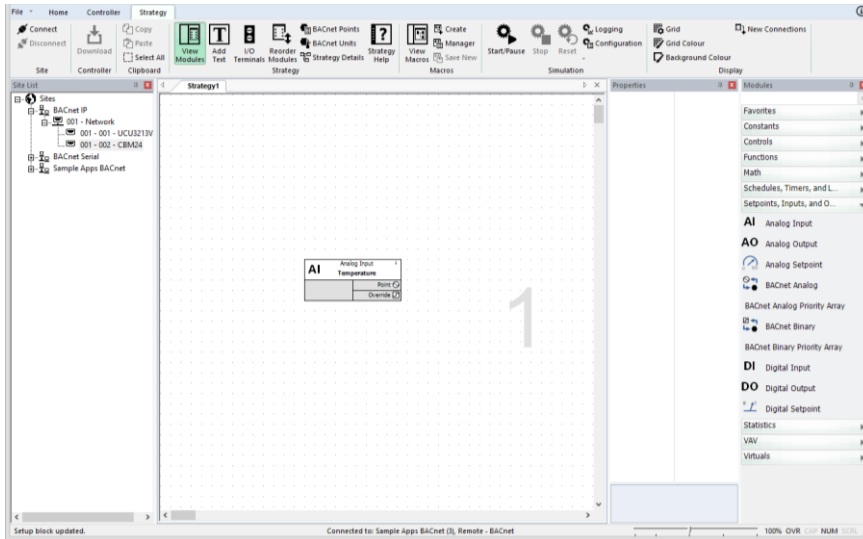 File Home Controller Strategy
Connect
Disconnect
Download
Copy
Paste
Select All
View Modules
Add Text
I/O Terminals
Reorder Modules
BACnet Points
BACnet Units
Strategy Details
Strategy Help
View Macros
Create
Manager
Save New
Start/Pause
Stop
Reset
Logging
Configuration
Grid
Grid Colour
Background Colour
New Connections
Site Controller Clipboard Strategy Macros Simulation Display
Site List
Sites
BACnet IP
001 - Network
001 - 001 - UCU3213V
001 - 002 - CBM24
BACnet Serial
Sample Apps BACnet
Strategy1
AI
Analog Input 1
Temperature
Point
Override
1
Properties
Modules
Favorites
Constants
Controls
Functions
Math
Schedules, Timers, and L...
Setpoints, Inputs, and O...
AI Analog Input
AO Analog Output
Analog Setpoint
BACnet Analog
BACnet Analog Priority Array
BACnet Binary
BACnet Binary Priority Array
DI Digital Input
DO Digital Output
Digital Setpoint
Statistics
VAV
Virtuals
Setup block updated. Connected to: Sample Apps BACnet (3), Remote - BACnet 100% OVR CAP NUM SCRL